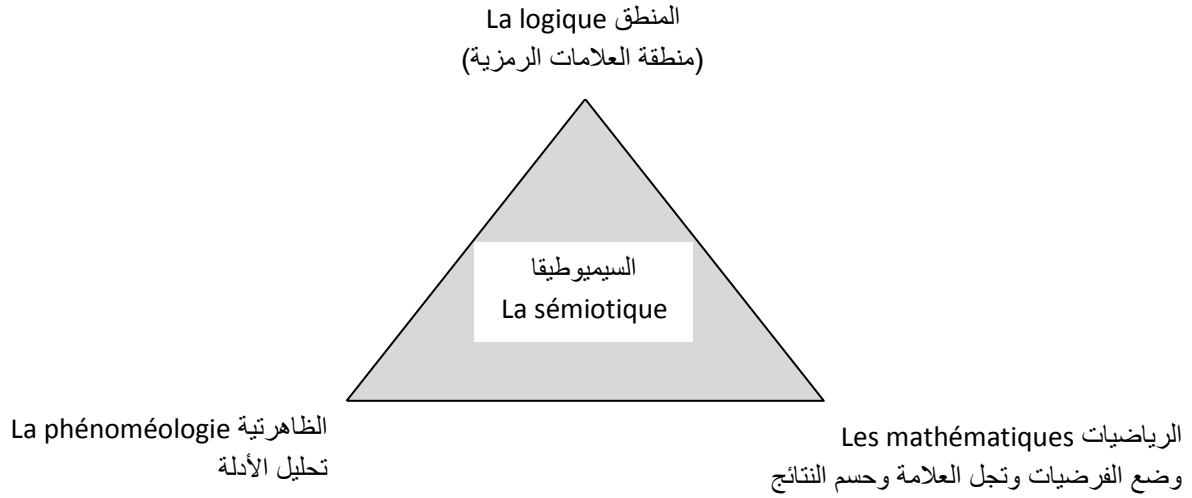 المنطق La logique
(منطقة العلامات الرمزية)
السيميوطيقا
La sémiotique
الظاهرتية La phénoméologie
تحليل الأدلة
الرياضيات Les mathématiques
وضع الفرضيات وتجل العلامة وحسم النتائج